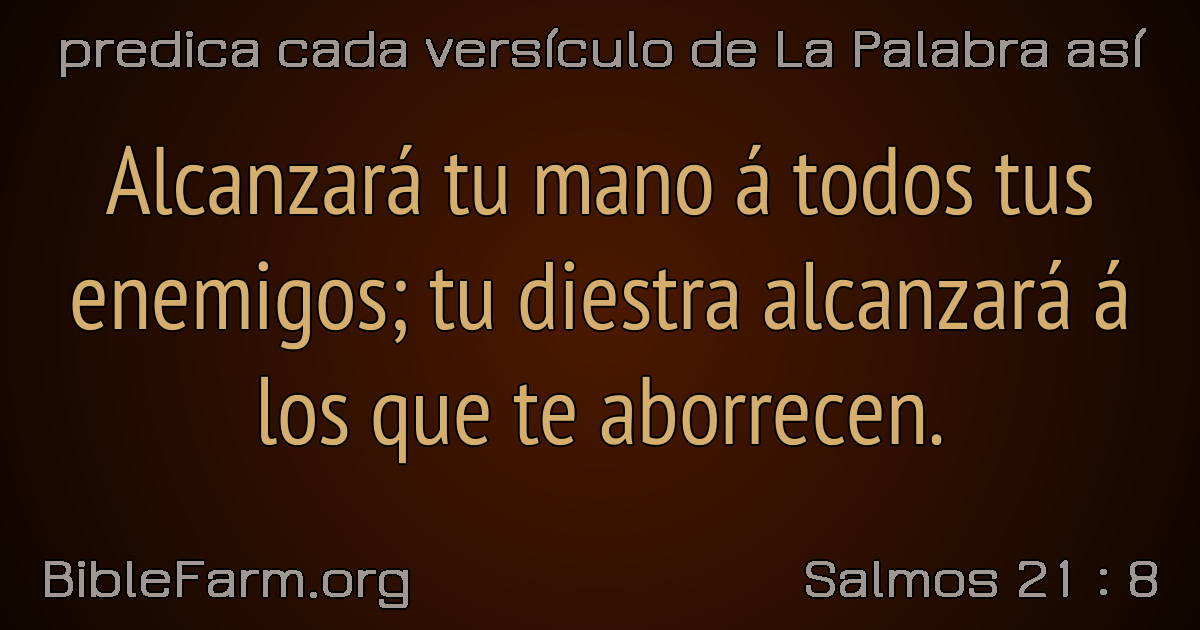 predica cada versículo de La Palabra así
Alcanzará tu mano á todos tus
enemigos; tu diestra alcanzará á
los que te aborrecen.
BibleFarm.org
Salmos 21 : 8